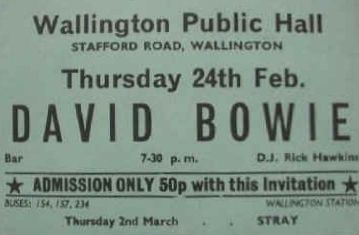 Wallington Public Hall
STAFFORD ROAD, WALLINGTON
Thursday 24th Feb.
DAVID BOWIE
Bar 7-30 p. m. D.J. Rick Hawkins
★ ADMISSION ONLY 50p with this Invitation ★
BUSES: 154, 157, 234 WALLINGTON STATION
Thursday 2nd March . . STRAY